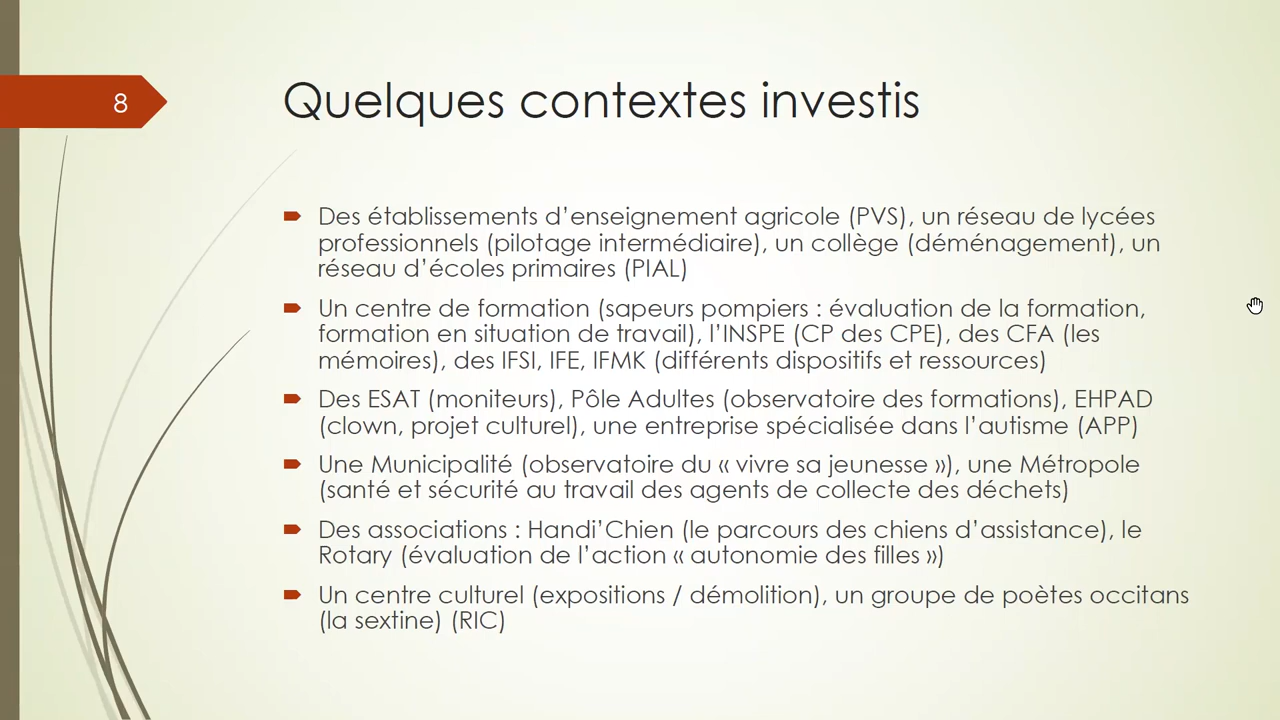 8
Quelques contextes investis
Des établissements d’enseignement agricole (PVS), un réseau de lycées
professionnels (pilotage intermédiaire), un collège (déménagement), un
réseau d’écoles primaires (PIAL)
Un centre de formation (sapeurs pompiers : évaluation de la formation,
formation en situation de travail), l’INSPE (CP des CPE), des CFA (les
mémoires), des IFSI, IFE, IFMK (différents dispositifs et ressources)
Des ESAT (moniteurs), Pôle Adultes (observatoire des formations), EHPAD
(clown, projet culturel), une entreprise spécialisée dans l’autisme (APP)
Une Municipalité (observatoire du « vivre sa jeunesse »), une Métropole
(santé et sécurité au travail des agents de collecte des déchets)
Des associations : Handi’Chien (le parcours des chiens d’assistance), le
Rotary (évaluation de l’action « autonomie des filles »)
Un centre culturel (expositions / démolition), un groupe de poètes occitans
(la sextine) (RIC)